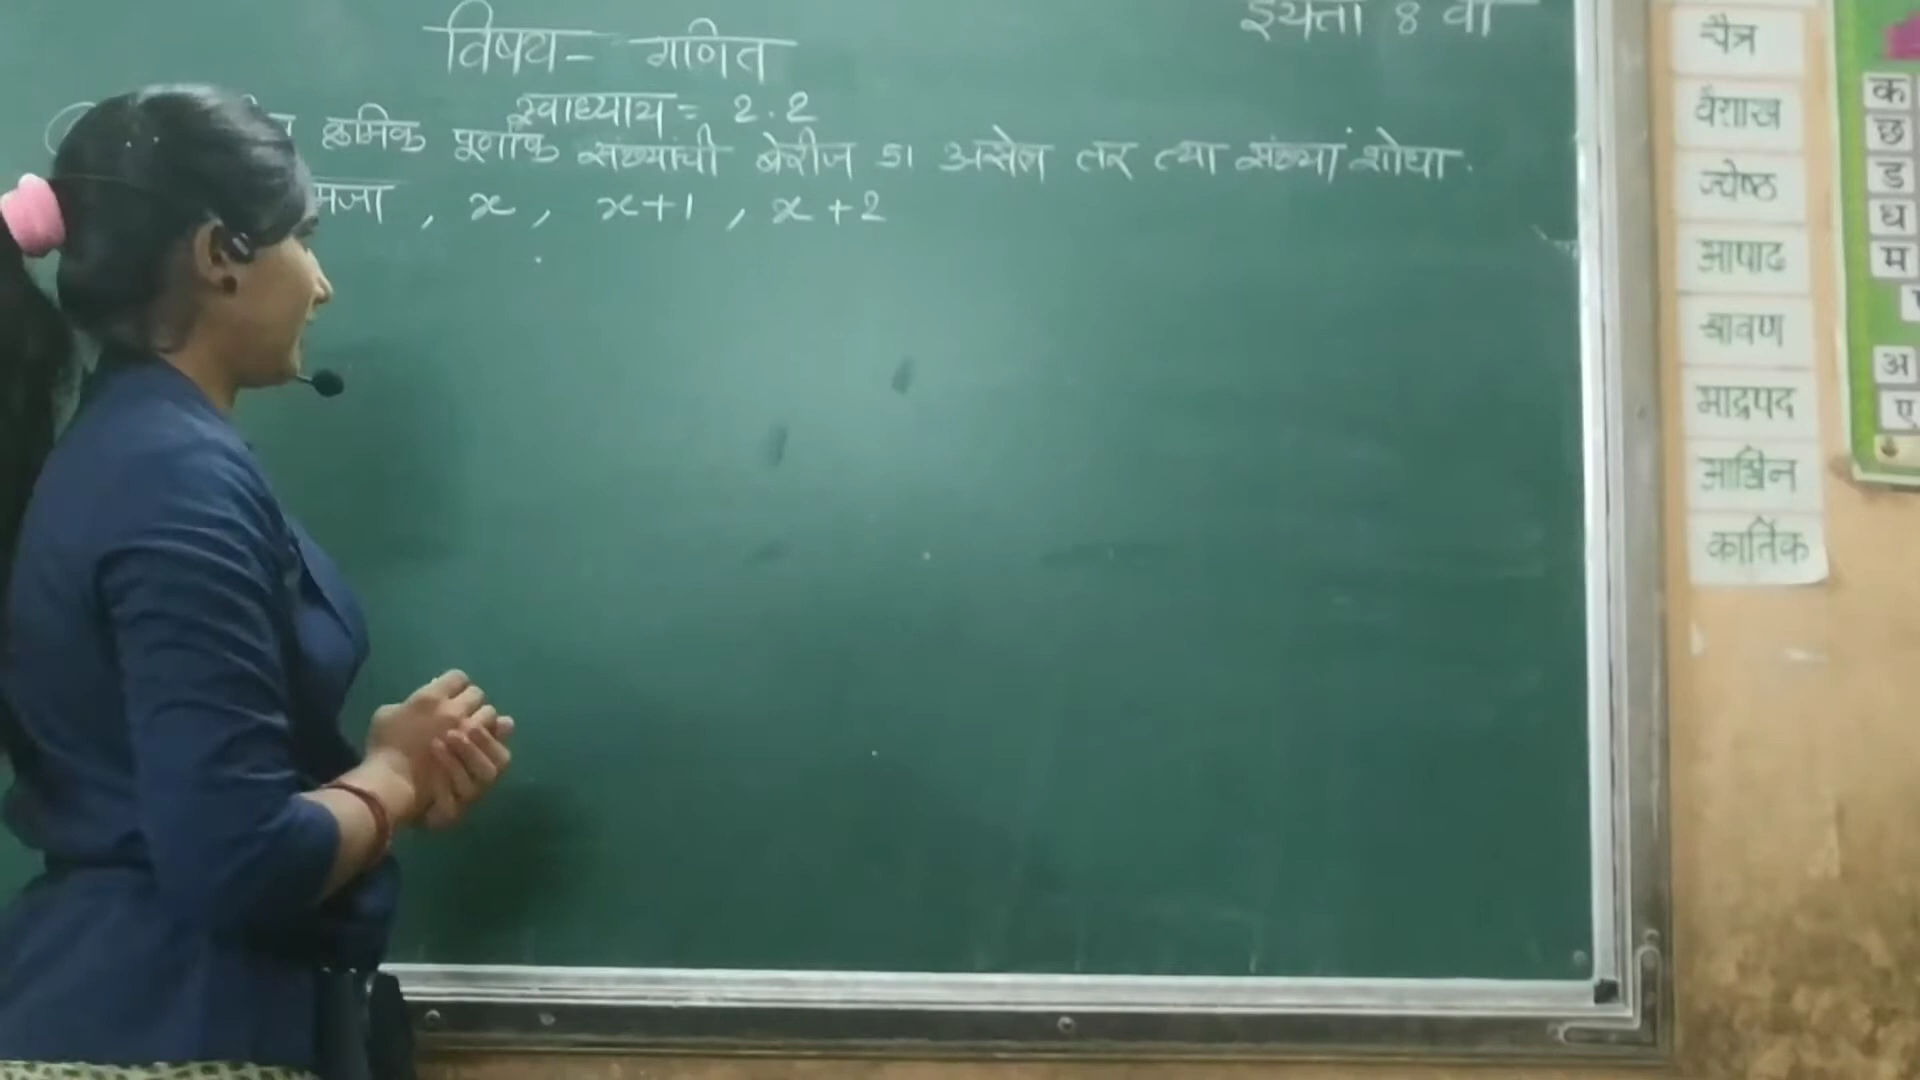 विषय - गणित
इयत्ता 8 वी
स्वाध्याय = 2.2
क्रमिक पूर्णांक संख्यांची बेरीज 51 असेल तर त्या संख्यां शोधा.
मजा , x , x+1 , x+2
चैत्र
वैशाख
ज्येष्ठ
आषाढ
श्रावण
भाद्रपद
आश्विन
कार्तिक
क
छ
ड
ध
म
अ
ए